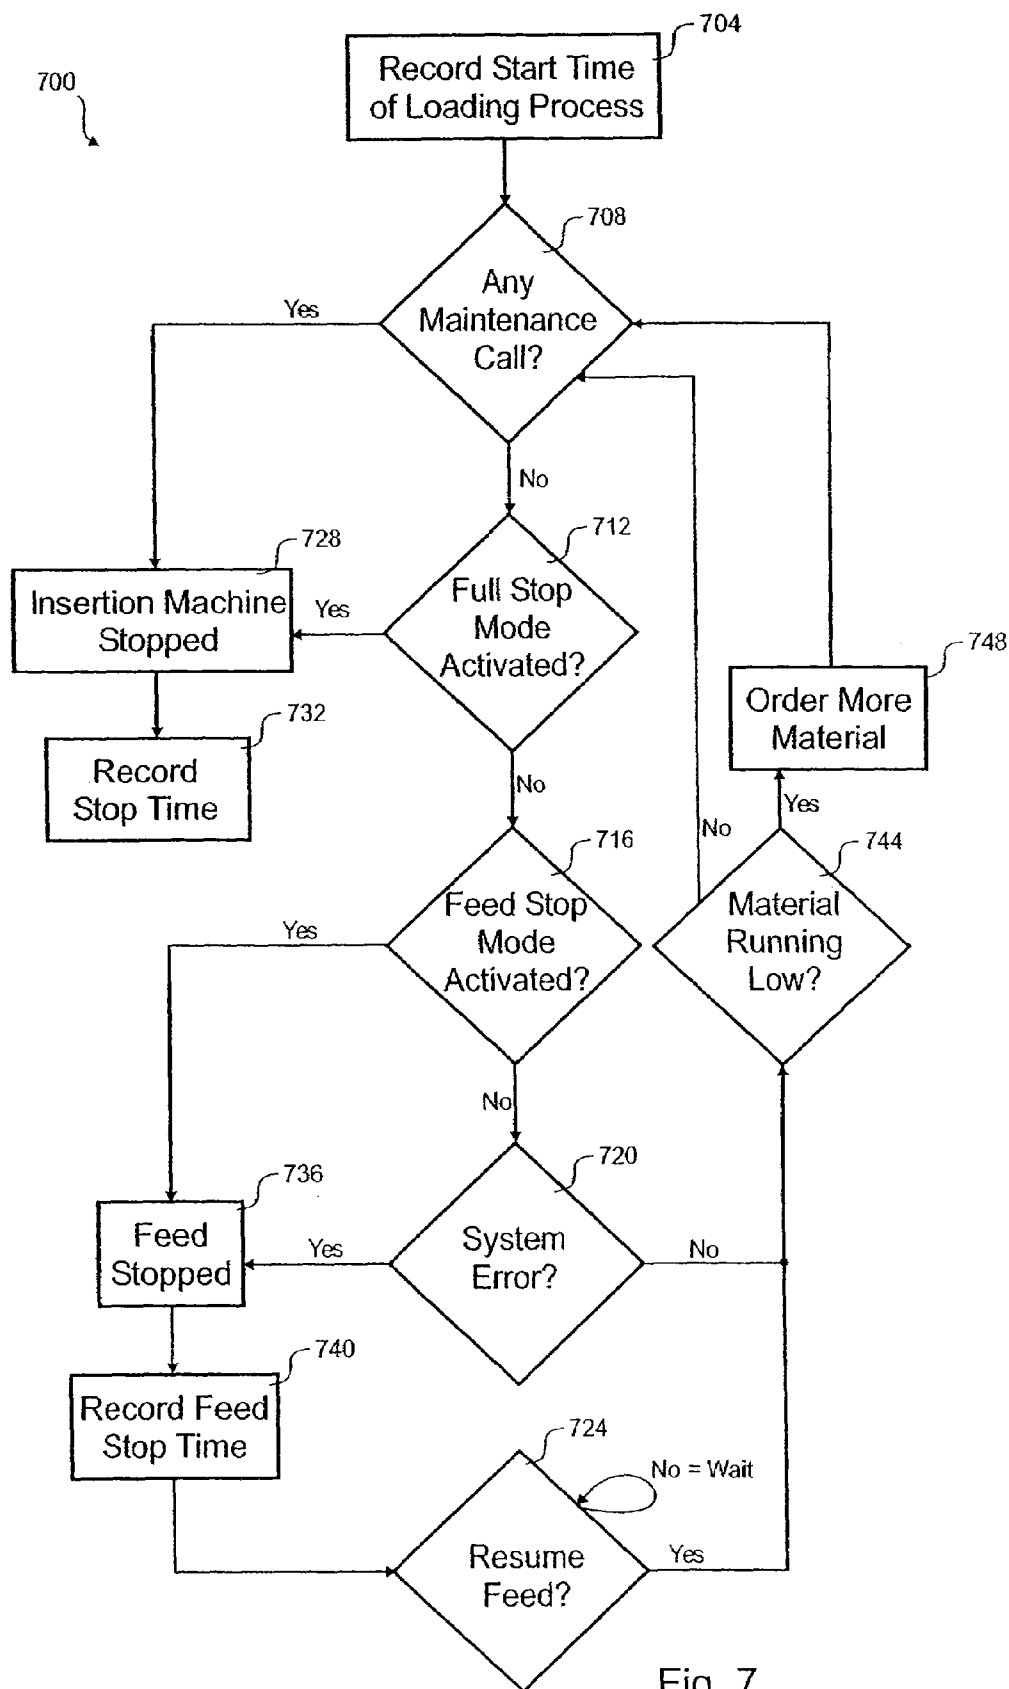 704
Record Start Time
of Loading Process
700
708
Any
Maintenance
Call?
Yes
No
712
Full Stop
Mode
Activated?
Yes
728
Insertion Machine
Stopped
732
Record
Stop Time
No
748
Order More
Material
Yes
No
744
Material
Running
Low?
716
Feed Stop
Mode
Activated?
Yes
No
720
System
Error?
Yes
No
736
Feed
Stopped
740
Record Feed
Stop Time
724
No = Wait
Resume
Feed?
Yes
Fig. 7